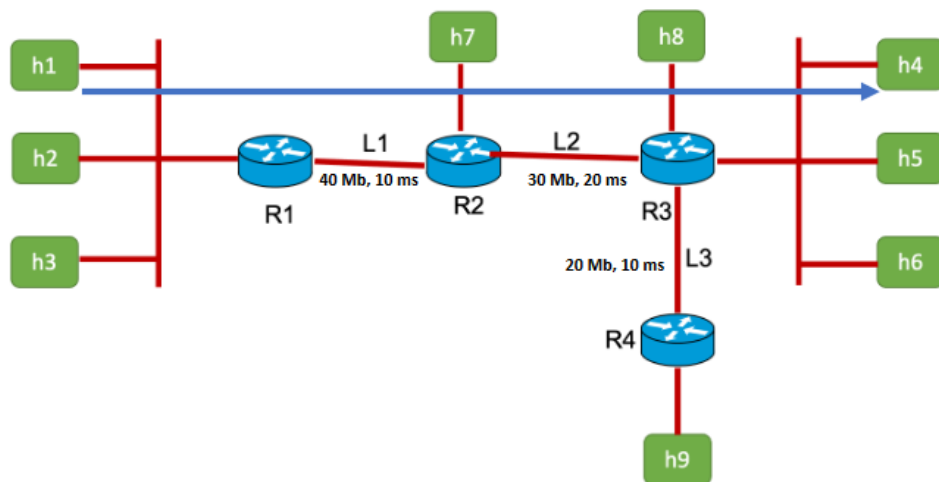 h7
h8
h1
h4
h2
L1
L2
h5
40 Mb, 10 ms
30 Mb, 20 ms
R1
R2
R3
h3
20 Mb, 10 ms
L3
h6
R4
h9